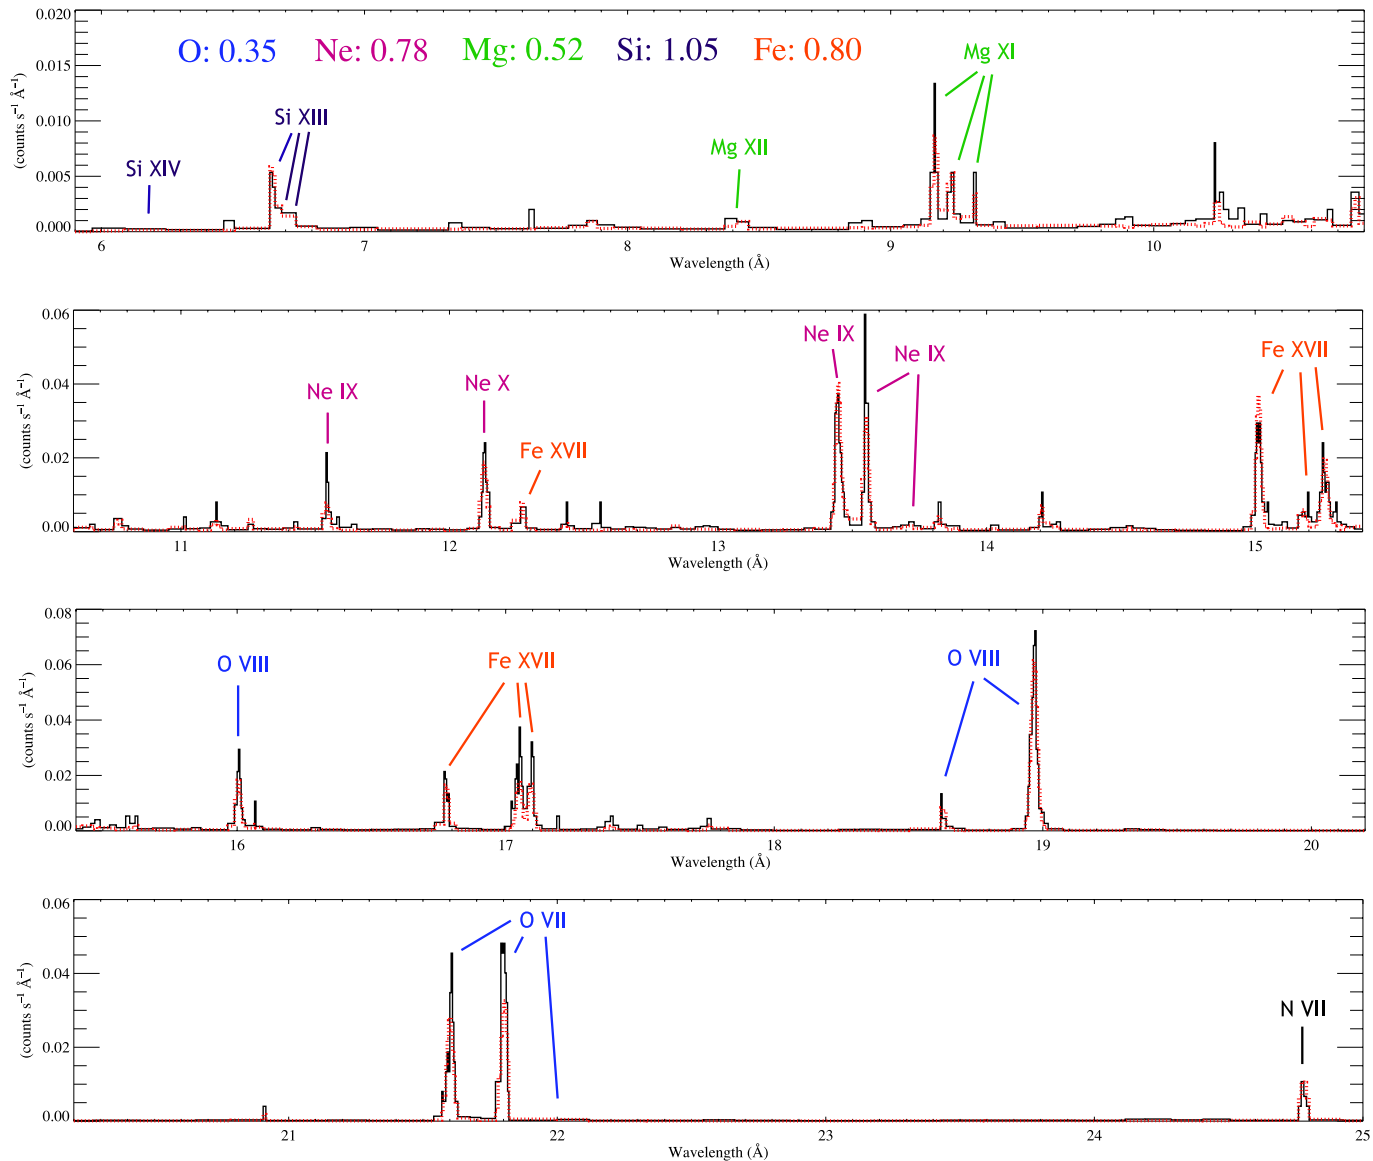 O: 0.35 Ne: 0.78 Mg: 0.52 Si: 1.05 Fe: 0.80
0.020
0.015
0.010
0.005
0.000
(counts s⁻¹ Å⁻¹)
Si XIV
Si XIII
Mg XII
Mg XI
6 7 8 9 10
Wavelength (Å)
0.06
0.04
0.02
0.00
(counts s⁻¹ Å⁻¹)
Ne IX
Ne X
Fe XVII
Ne IX
Ne IX
Fe XVII
11 12 13 14 15
Wavelength (Å)
0.08
0.06
0.04
0.02
0.00
(counts s⁻¹ Å⁻¹)
O VIII
Fe XVII
O VIII
16 17 18 19 20
Wavelength (Å)
0.06
0.04
0.02
0.00
(counts s⁻¹ Å⁻¹)
O VII
N VII
21 22 23 24 25
Wavelength (Å)